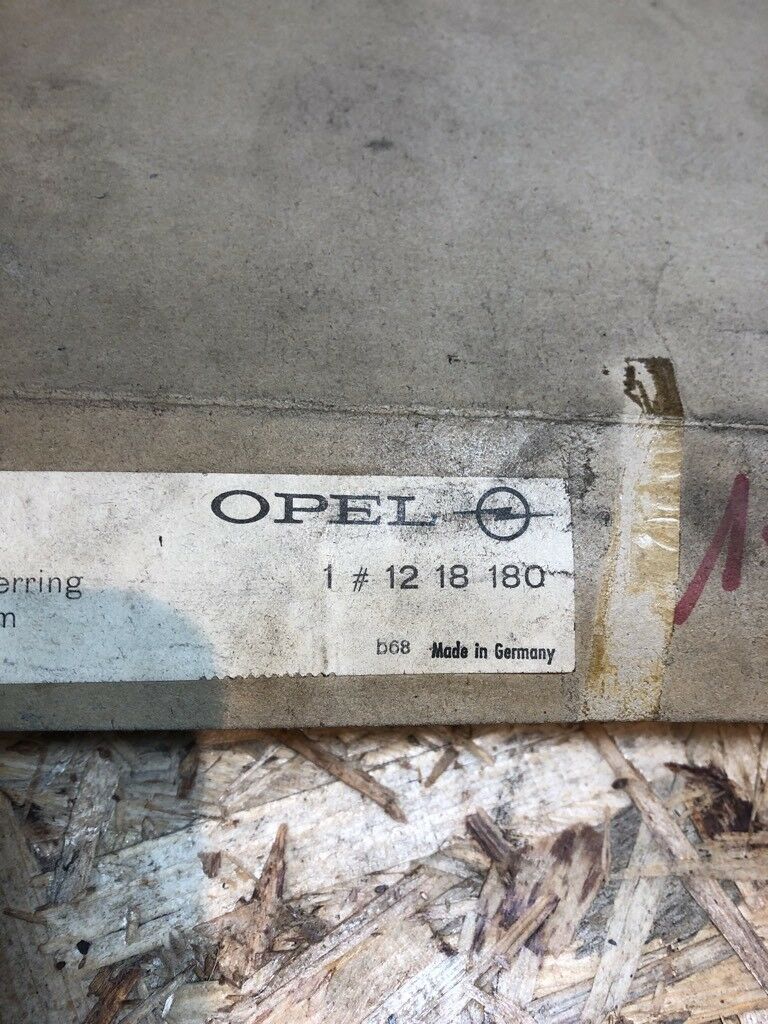 OPEL
erring
1 # 12 18 180
m
b68 Made in Germany